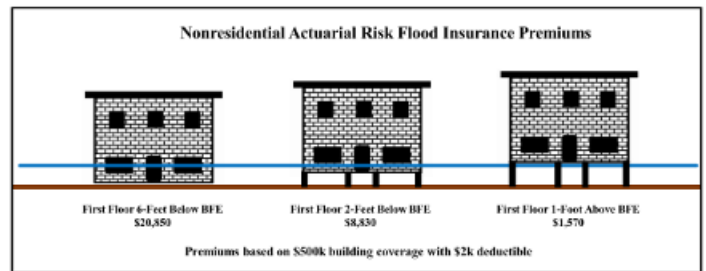 Nonresidential Actuarial Risk Flood Insurance Premiums
First Floor 6-Feet Below BFE
$20,850
First Floor 2-Feet Below BFE
$8,830
First Floor 1-Foot Above BFE
$1,570
Premiums based on $500k building coverage with $2k deductible